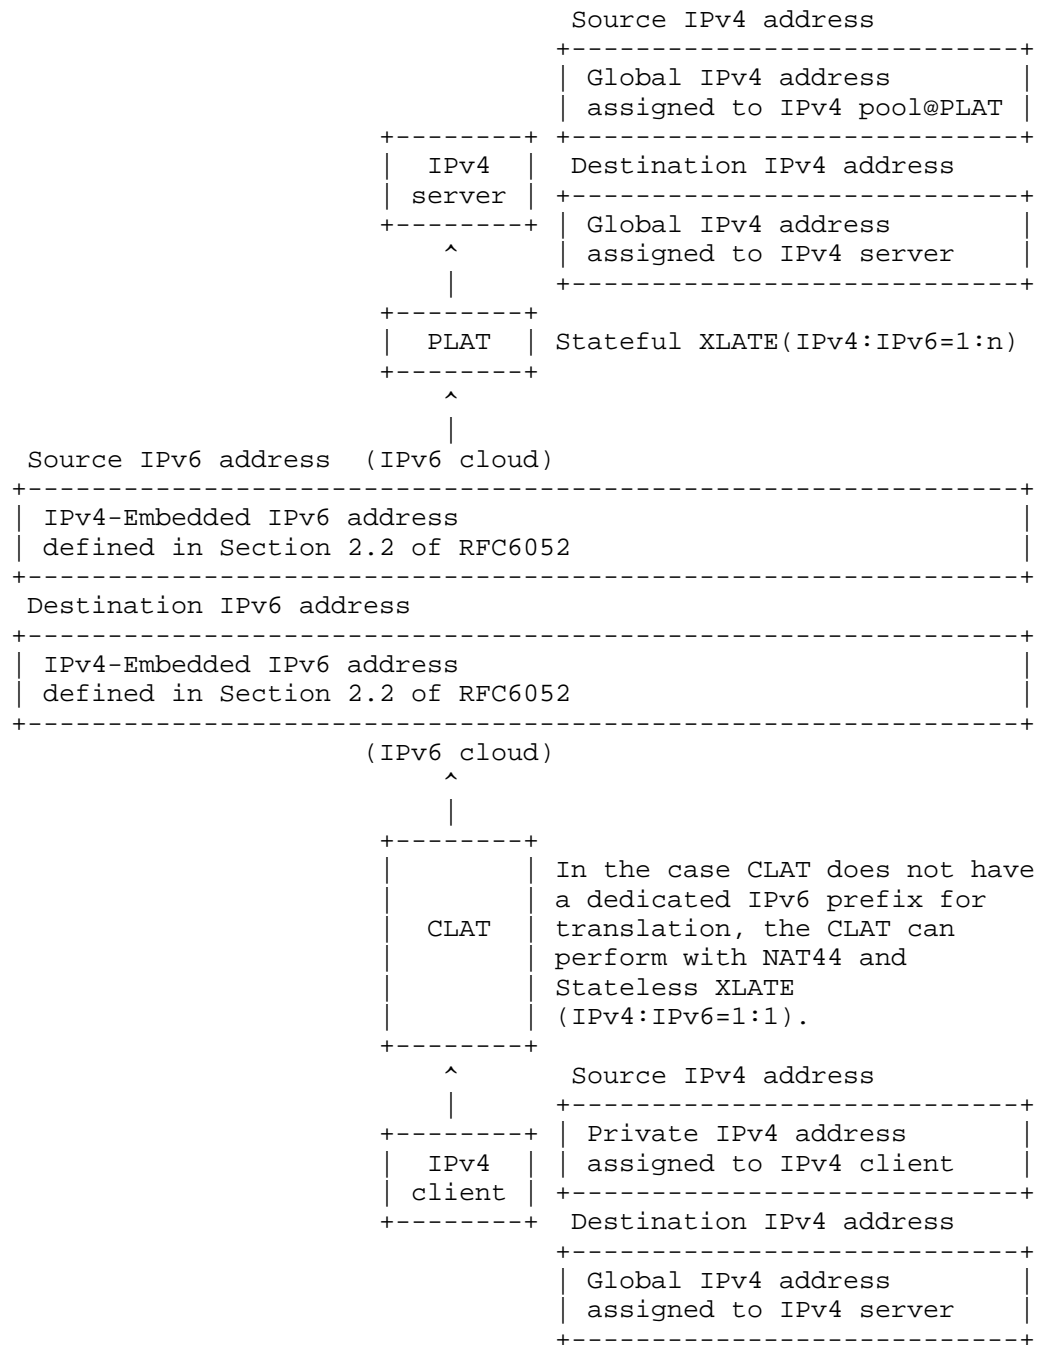 Source IPv4 address
+----------------------------+
| Global IPv4 address |
| assigned to IPv4 pool@PLAT |
+--------+ +----------------------------+
| IPv4 | Destination IPv4 address
| server | +----------------------------+
+--------+ | Global IPv4 address |
^ | assigned to IPv4 server |
| +----------------------------+
+--------+
| PLAT | Stateful XLATE(IPv4:IPv6=1:n)
+--------+
^
|
Source IPv6 address (IPv6 cloud)
+--------------------------------------------------------------+
| IPv4-Embedded IPv6 address |
| defined in Section 2.2 of RFC6052 |
+--------------------------------------------------------------+
Destination IPv6 address
+--------------------------------------------------------------+
| IPv4-Embedded IPv6 address |
| defined in Section 2.2 of RFC6052 |
+--------------------------------------------------------------+
(IPv6 cloud)
^
|
+--------+
| | In the case CLAT does not have
| | a dedicated IPv6 prefix for
| CLAT | translation, the CLAT can
| | perform with NAT44 and
| | Stateless XLATE
| | (IPv4:IPv6=1:1).
+--------+
^ Source IPv4 address
| +----------------------------+
+--------+ | Private IPv4 address |
| IPv4 | | assigned to IPv4 client |
| client | +----------------------------+
+--------+ Destination IPv4 address
+----------------------------+
| Global IPv4 address |
| assigned to IPv4 server |
+----------------------------+